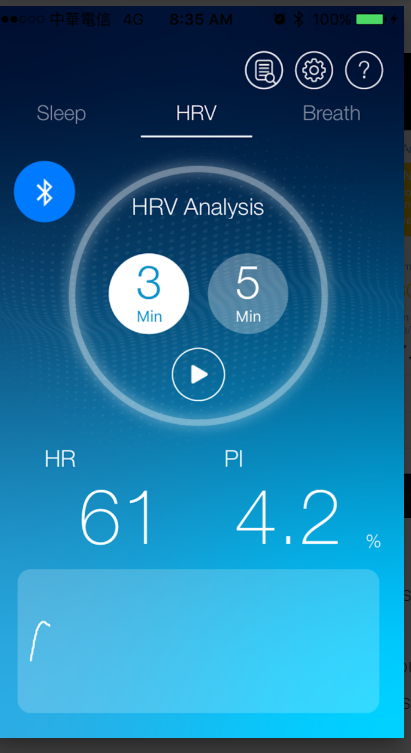 中華電信 4G 8:35 AM 100%
?
Sleep HRV Breath
HRV Analysis
3 5
Min Min
HR PI
61 4.2 %